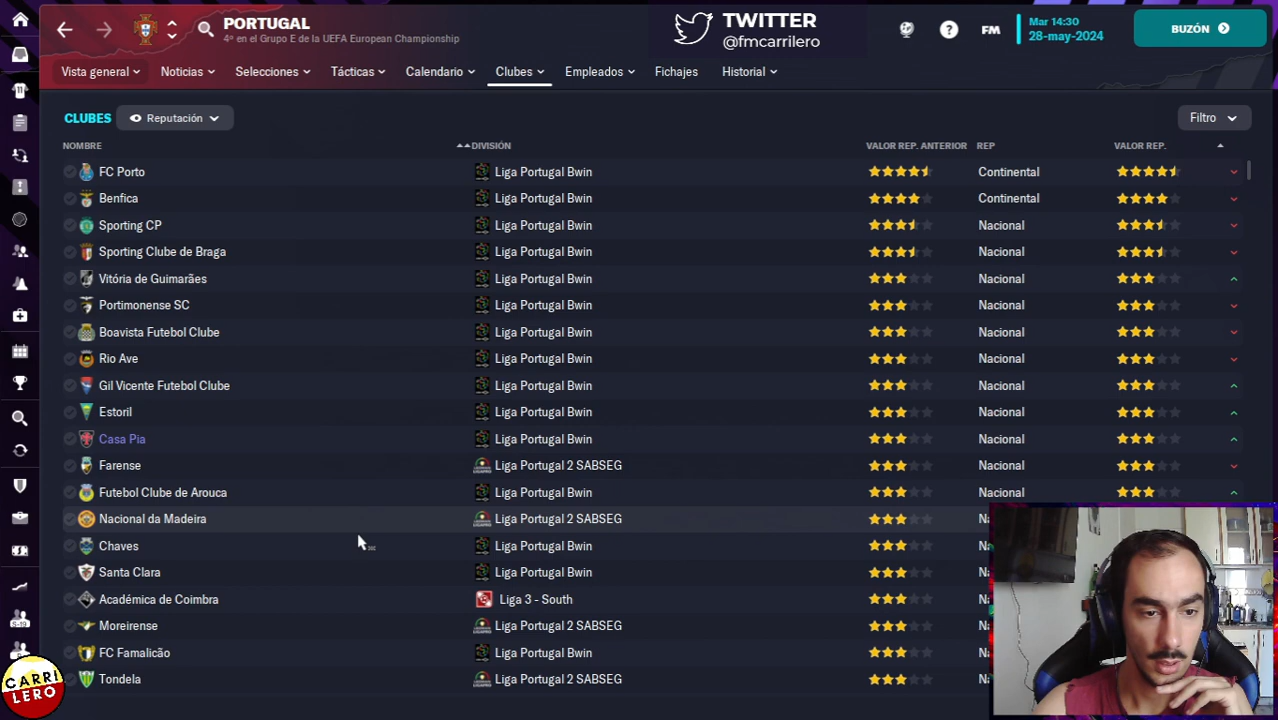 PORTUGAL
4º en el Grupo E de la UEFA European Championship
TWITTER
@fmcarrilero
FM
Mar 14:30
28-may-2024
BUZÓN
Vista general
Noticias
Selecciones
Tácticas
Calendario
Clubes
Empleados
Fichajes
Historial
CLUBES
Reputación
Filtro
NOMBRE DIVISIÓN VALOR REP. ANTERIOR REP VALOR REP.
FC Porto Liga Portugal Bwin Continental
Benfica Liga Portugal Bwin Continental
Sporting CP Liga Portugal Bwin Nacional
Sporting Clube de Braga Liga Portugal Bwin Nacional
Vitória de Guimarães Liga Portugal Bwin Nacional
Portimonense SC Liga Portugal Bwin Nacional
Boavista Futebol Clube Liga Portugal Bwin Nacional
Rio Ave Liga Portugal Bwin Nacional
Gil Vicente Futebol Clube Liga Portugal Bwin Nacional
Estoril Liga Portugal Bwin Nacional
Casa Pia Liga Portugal Bwin Nacional
Farense Liga Portugal 2 SABSEG Nacional
Futebol Clube de Arouca Liga Portugal Bwin Nacional
Nacional da Madeira Liga Portugal 2 SABSEG
Chaves Liga Portugal Bwin
Santa Clara Liga Portugal Bwin
Académica de Coimbra Liga 3 - South
Moreirense Liga Portugal 2 SABSEG
FC Famalicão Liga Portugal Bwin
Tondela Liga Portugal 2 SABSEG
CARRI
LERO